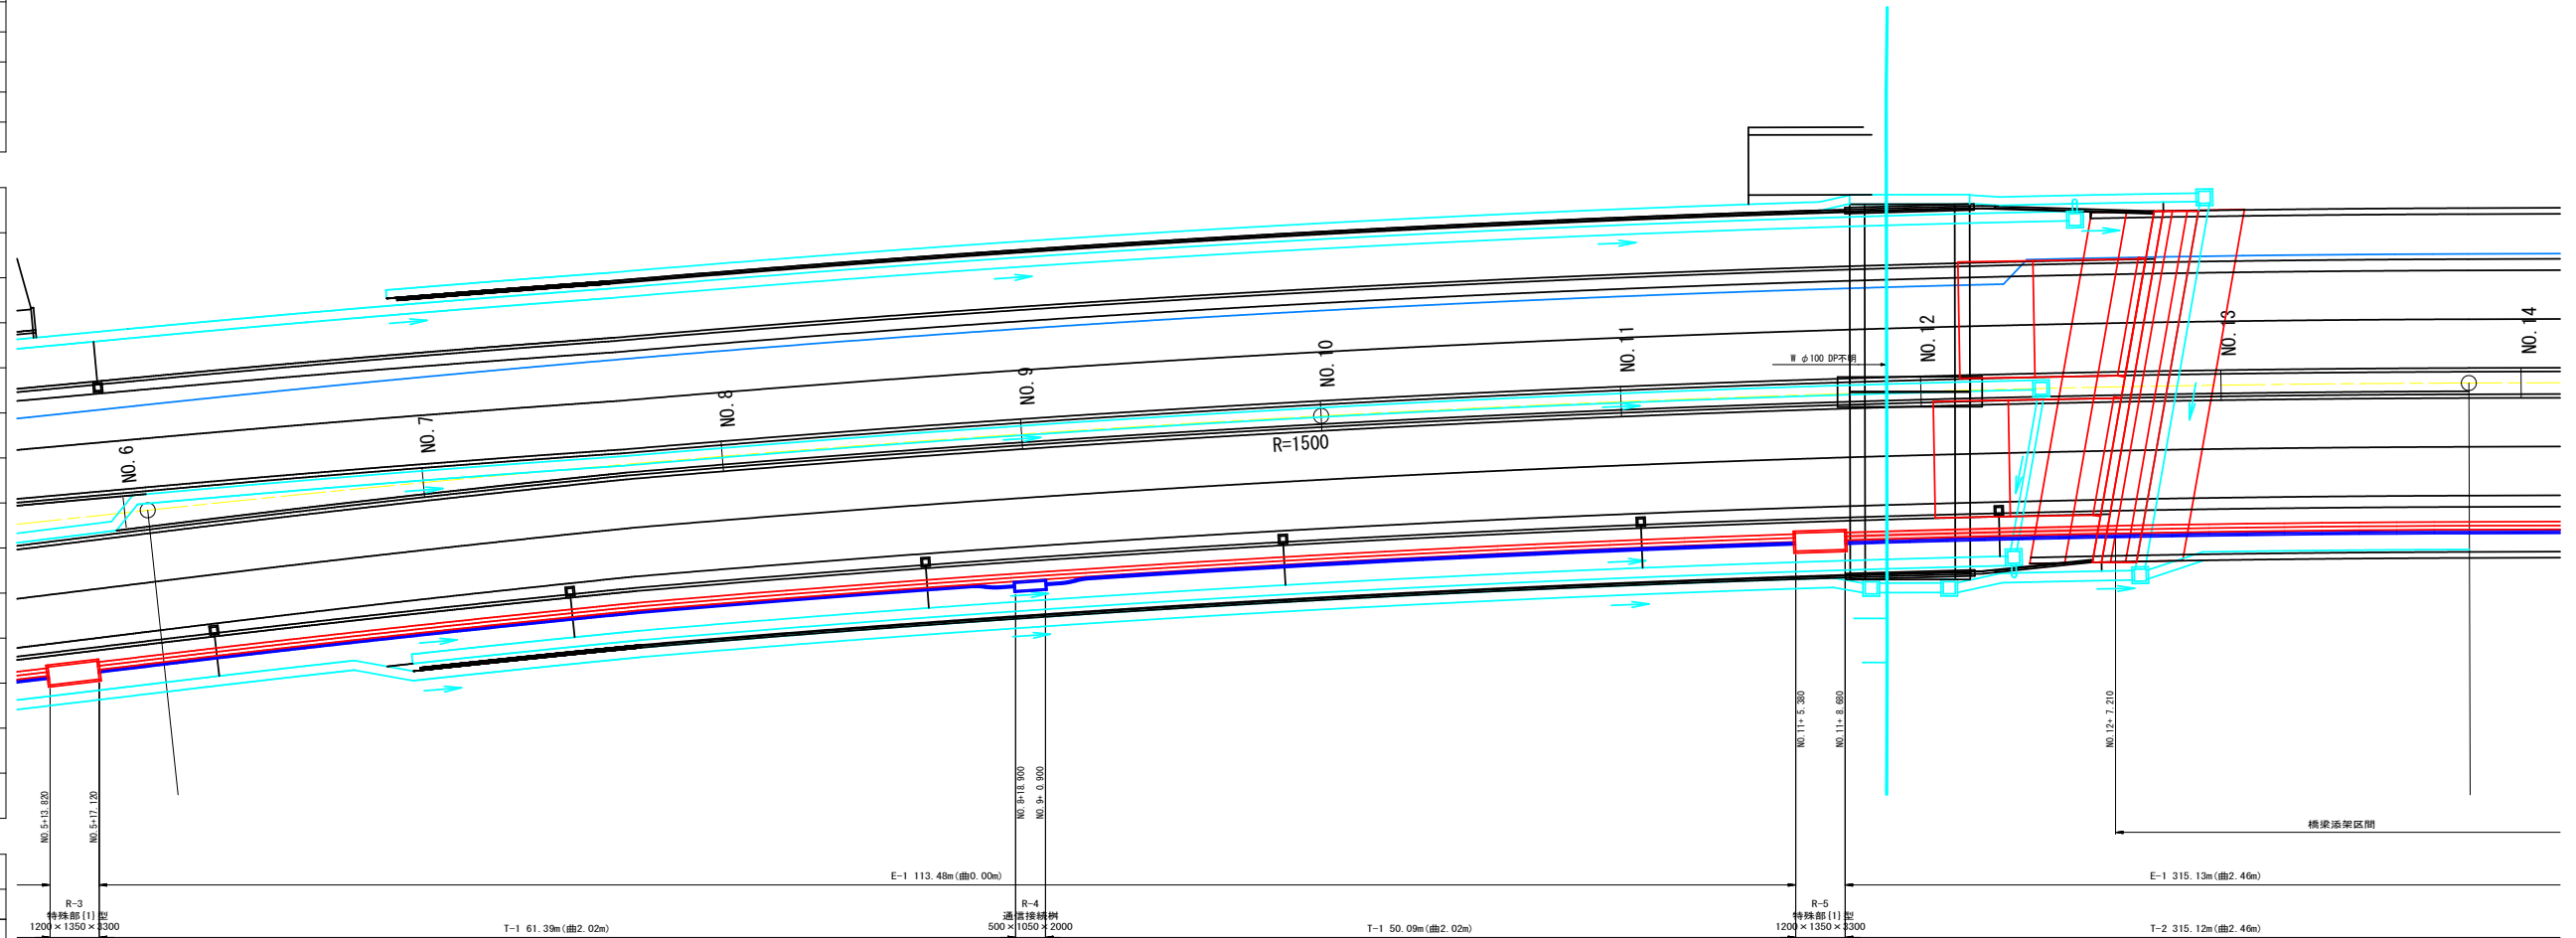 NO.6
NO.7
NO.8
NO.9
NO.10
NO.11
NO.12
NO.13
NO.14
W φ100 DP不明
R=1500
NO.5+13.820
NO.5+17.120
NO.8+18.900
NO.9+ 0.900
NO.11+ 5.380
NO.11+ 8.680
NO.12+ 7.210
橋梁添架区間
E-1 113.48m(曲0.00m)
E-1 315.13m(曲2.46m)
R-3
特殊部{1}型
1200×1350×3300
T-1 61.39m(曲2.02m)
R-4
通信接続桝
500×1050×2000
T-1 50.09m(曲2.02m)
R-5
特殊部{1}型
1200×1350×3300
T-2 315.12m(曲2.46m)